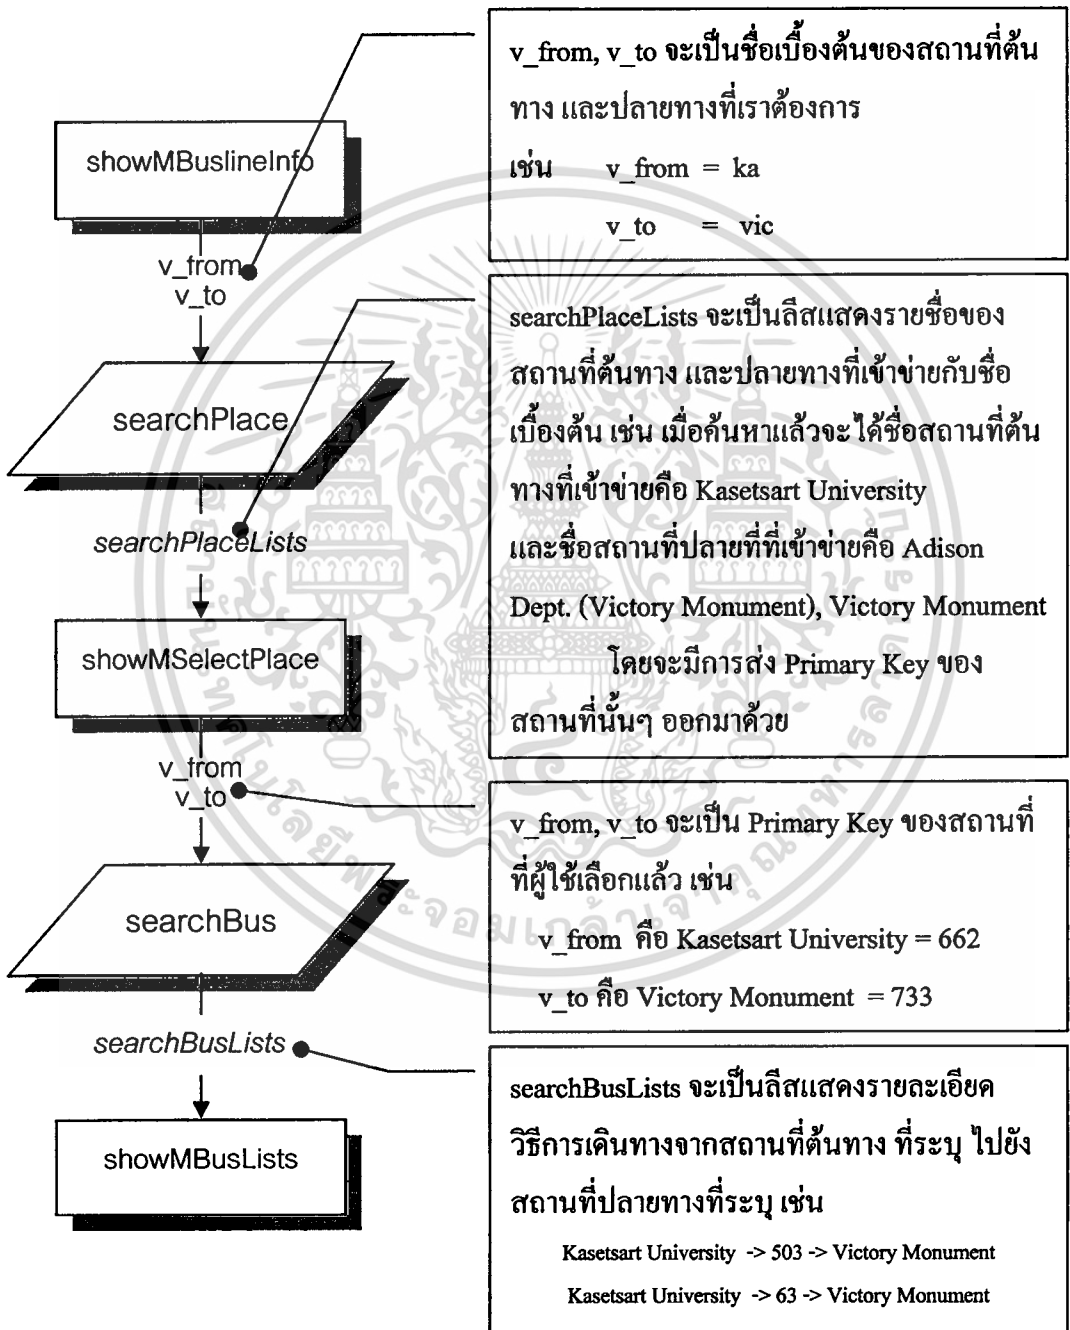 showMBuslineInfo
v_from
v_to
searchPlace
searchPlaceLists
showMSelectPlace
v_from
v_to
searchBus
searchBusLists
showMBusLists
v_from, v_to จะเป็นชื่อเบื้องต้นของสถานที่ต้น
ทาง และปลายทางที่เราต้องการ
เช่น v_from = ka
v_to = vic
searchPlaceLists จะเป็นลีสแสดงรายชื่อของ
สถานที่ต้นทาง และปลายทางที่เข้าข่ายกับชื่อ
เบื้องต้น เช่น เมื่อค้นหาแล้วจะได้ชื่อสถานที่ต้น
ทางที่เข้าข่ายคือ Kasetsart University
และชื่อสถานที่ปลายที่ที่เข้าข่ายคือ Adison
Dept. (Victory Monument), Victory Monument
โดยจะมีการส่ง Primary Key ของ
สถานที่นั้นๆ ออกมาด้วย
v_from, v_to จะเป็น Primary Key ของสถานที่
ที่ผู้ใช้เลือกแล้ว เช่น
v_from คือ Kasetsart University = 662
v_to คือ Victory Monument = 733
searchBusLists จะเป็นลีสแสดงรายละเอียด
วิธีการเดินทางจากสถานที่ต้นทาง ที่ระบุ ไปยัง
สถานที่ปลายทางที่ระบุ เช่น
Kasetsart University -> 503 -> Victory Monument
Kasetsart University -> 63 -> Victory Monument